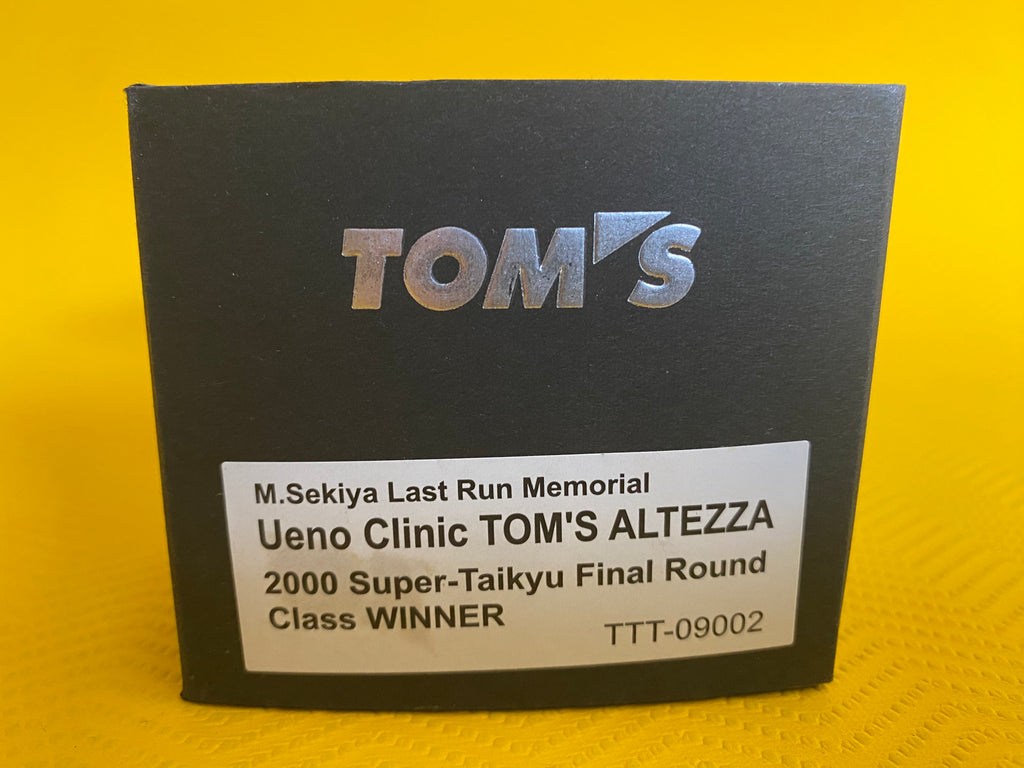 TOM'S
M.Sekiya Last Run Memorial
Ueno Clinic TOM'S ALTEZZA
2000 Super-Taikyu Final Round
Class WINNER
TTT-09002